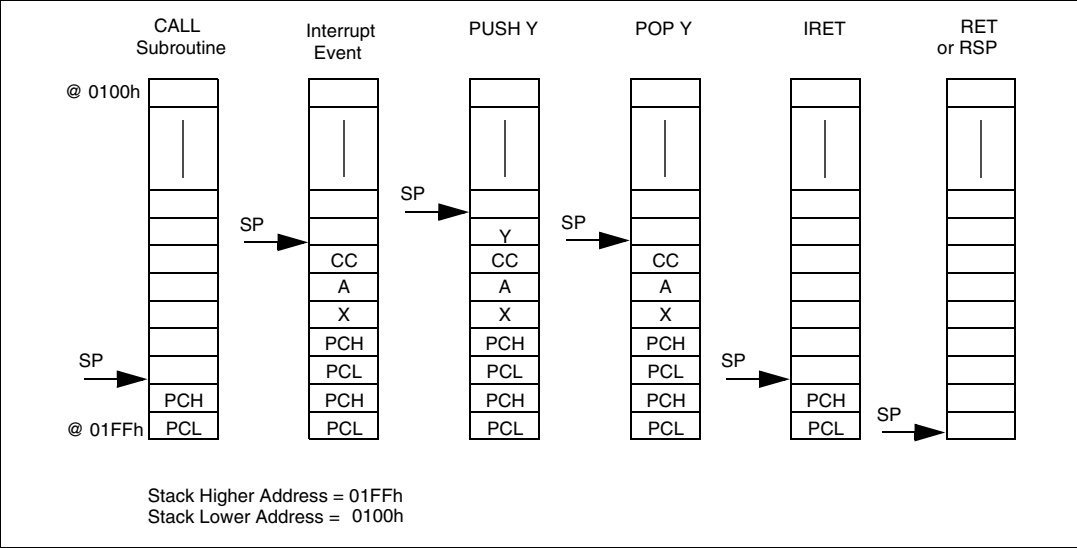 CALL
Subroutine
Interrupt
Event
PUSH Y
POP Y
IRET
RET
or RSP
@ 0100h
SP
SP
SP
Y
SP
CC
CC
CC
A
A
A
X
X
X
PCH
PCH
PCH
SP
PCL
PCL
PCL
SP
PCH
PCH
PCH
PCH
PCH
SP
@ 01FFh
PCL
PCL
PCL
PCL
PCL
Stack Higher Address = 01FFh
Stack Lower Address = 0100h